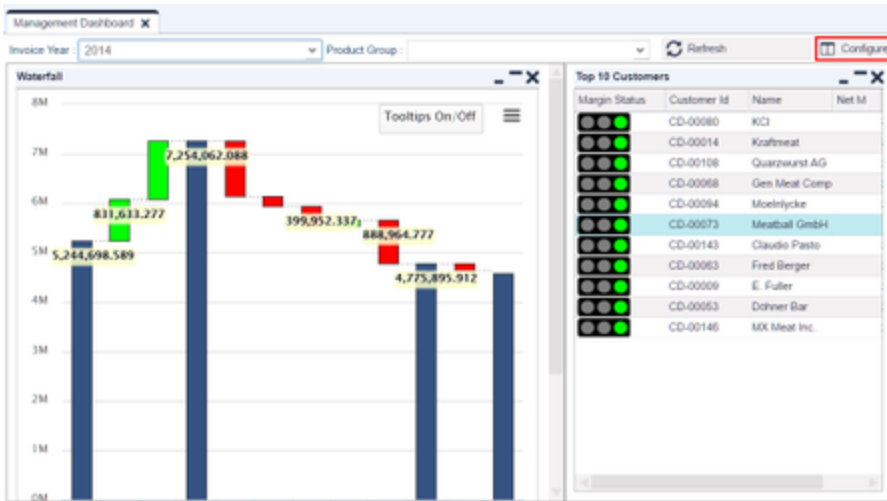 Management Dashboard X
Invoice Year : 2014
Product Group :
Refresh
Configure
Waterfall
Tooltips On/Off
8M
7M
6M
5M
4M
3M
2M
1M
0M
7,254,062.088
831,633.277
399,952.337
888,964.777
5,244,698.589
4,775,895.912
Top 10 Customers
Margin Status Customer Id Name Net M
CD-00080 KCI
CD-00014 Kraftmeat
CD-00108 Quarzwurst AG
CD-00068 Gen Meat Comp
CD-00094 Moelnlycke
CD-00073 Meatball GmbH
CD-00143 Claudio Pasto
CD-00063 Fred Berger
CD-00009 E. Fuller
CD-00053 Dohner Bar
CD-00146 MX Meat Inc.